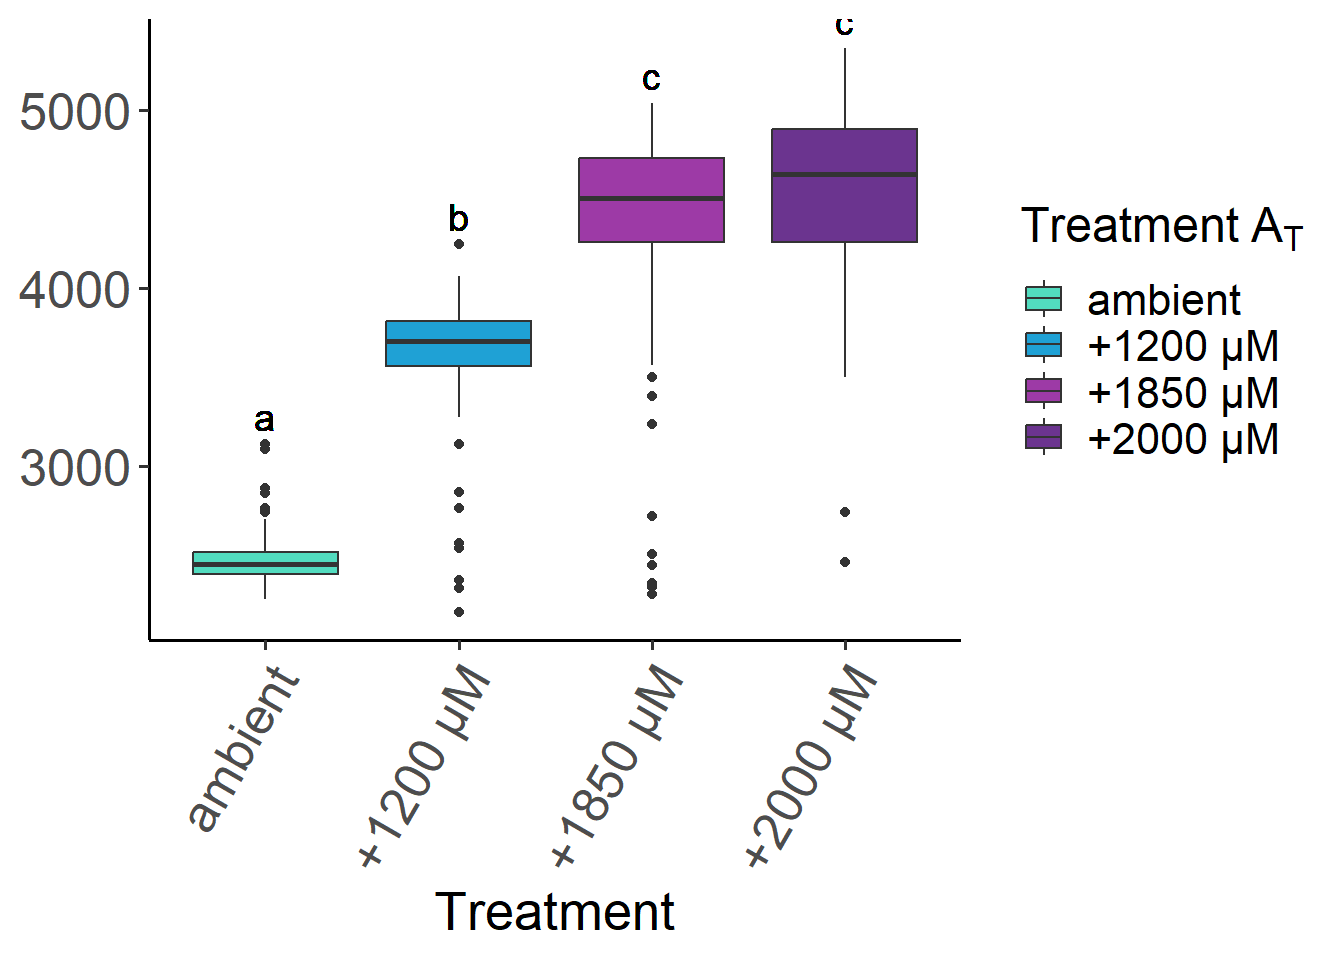 c
c
5000
b
4000
a
3000
ambient
+1200 µM
+1850 µM
+2000 µM
Treatment
Treatment A_T
ambient
+1200 µM
+1850 µM
+2000 µM